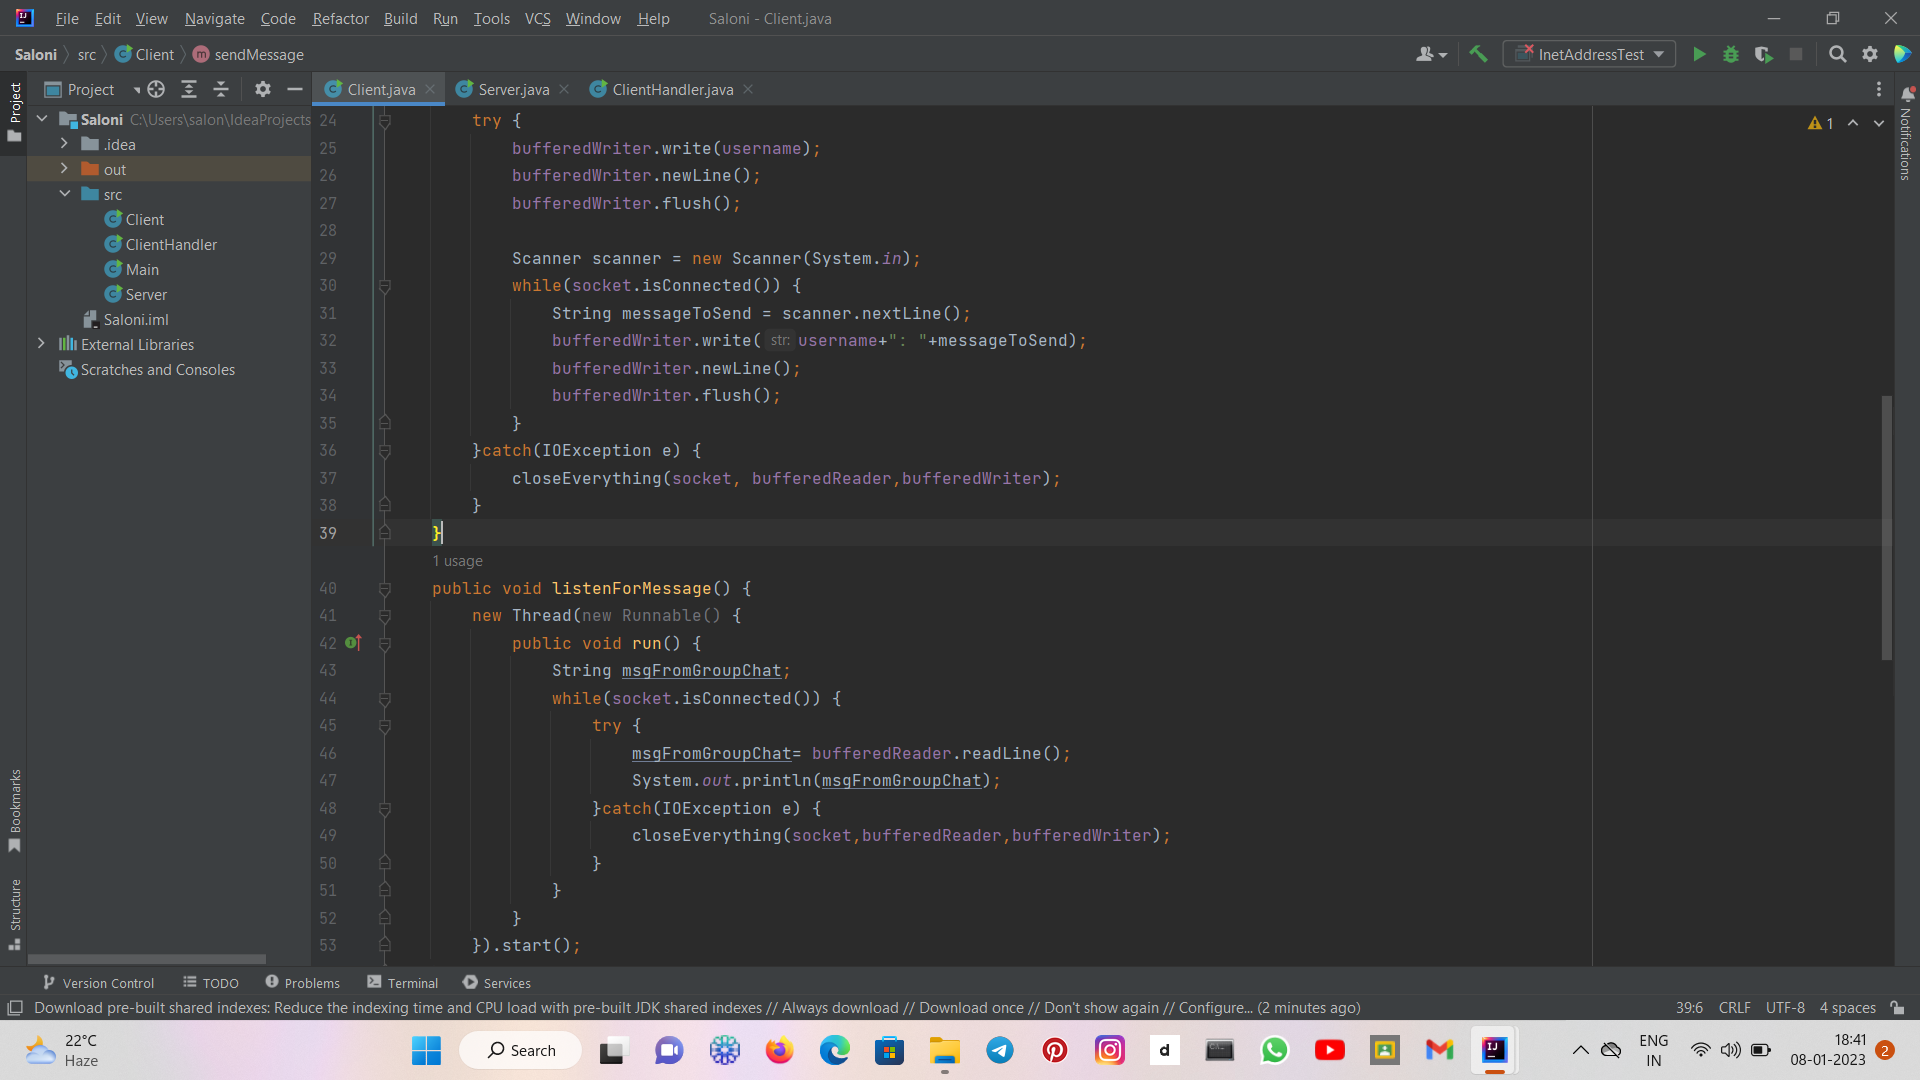 File Edit View Navigate Code Refactor Build Run Tools VCS Window Help Saloni - Client.java
Saloni src Client m sendMessage InetAddressTest
Project Client.java Server.java ClientHandler.java
Project
Saloni C:\Users\salon\IdeaProjects
.idea
out
src
Client
ClientHandler
Main
Server
Saloni.iml
External Libraries
Scratches and Consoles
Bookmarks
Structure
Notifications
1
24 try {
25 bufferedWriter.write(username);
26 bufferedWriter.newLine();
27 bufferedWriter.flush();
28
29 Scanner scanner = new Scanner(System.in);
30 while(socket.isConnected()) {
31 String messageToSend = scanner.nextLine();
32 bufferedWriter.write( str: username+": "+messageToSend);
33 bufferedWriter.newLine();
34 bufferedWriter.flush();
35 }
36 }catch(IOException e) {
37 closeEverything(socket, bufferedReader,bufferedWriter);
38 }
39 }
1 usage
40 public void listenForMessage() {
41 new Thread(new Runnable() {
42 public void run() {
43 String msgFromGroupChat;
44 while(socket.isConnected()) {
45 try {
46 msgFromGroupChat= bufferedReader.readLine();
47 System.out.println(msgFromGroupChat);
48 }catch(IOException e) {
49 closeEverything(socket,bufferedReader,bufferedWriter);
50 }
51 }
52 }
53 }).start();
Version Control TODO Problems Terminal Services
Download pre-built shared indexes: Reduce the indexing time and CPU load with pre-built JDK shared indexes // Always download // Download once // Don't show again // Configure... (2 minutes ago) 39:6 CRLF UTF-8 4 spaces
22°C
Haze
Search
d
IJ
ENG
IN
18:41
08-01-2023
2